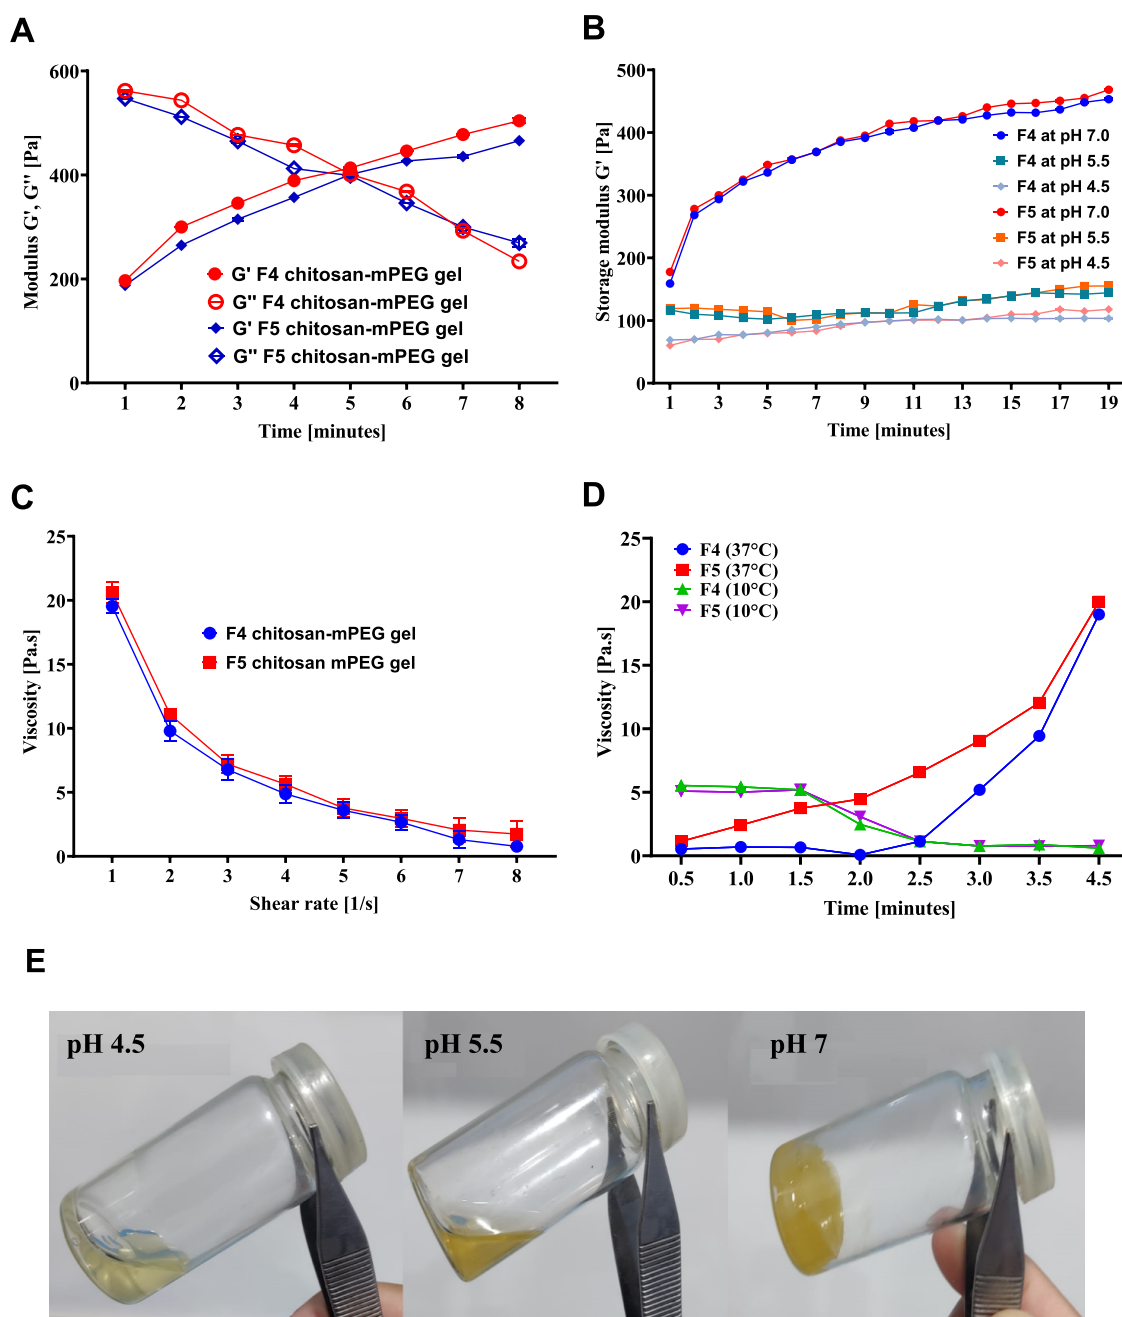 A
Modulus G', G'' [Pa]
600
400
200
0
G' F4 chitosan-mPEG gel
G'' F4 chitosan-mPEG gel
G' F5 chitosan-mPEG gel
G'' F5 chitosan-mPEG gel
1 2 3 4 5 6 7 8
Time [minutes]
B
Storage modulus G' [Pa]
500
400
300
200
100
0
F4 at pH 7.0
F4 at pH 5.5
F4 at pH 4.5
F5 at pH 7.0
F5 at pH 5.5
F5 at pH 4.5
1 3 5 7 9 11 13 15 17 19
Time [minutes]
C
Viscosity [Pa.s]
25
20
15
10
5
0
F4 chitosan-mPEG gel
F5 chitosan mPEG gel
1 2 3 4 5 6 7 8
Shear rate [1/s]
D
Viscosity [Pa.s]
25
20
15
10
5
0
F4 (37°C)
F5 (37°C)
F4 (10°C)
F5 (10°C)
0.5 1.0 1.5 2.0 2.5 3.0 3.5 4.5
Time [minutes]
E
pH 4.5
pH 5.5
pH 7